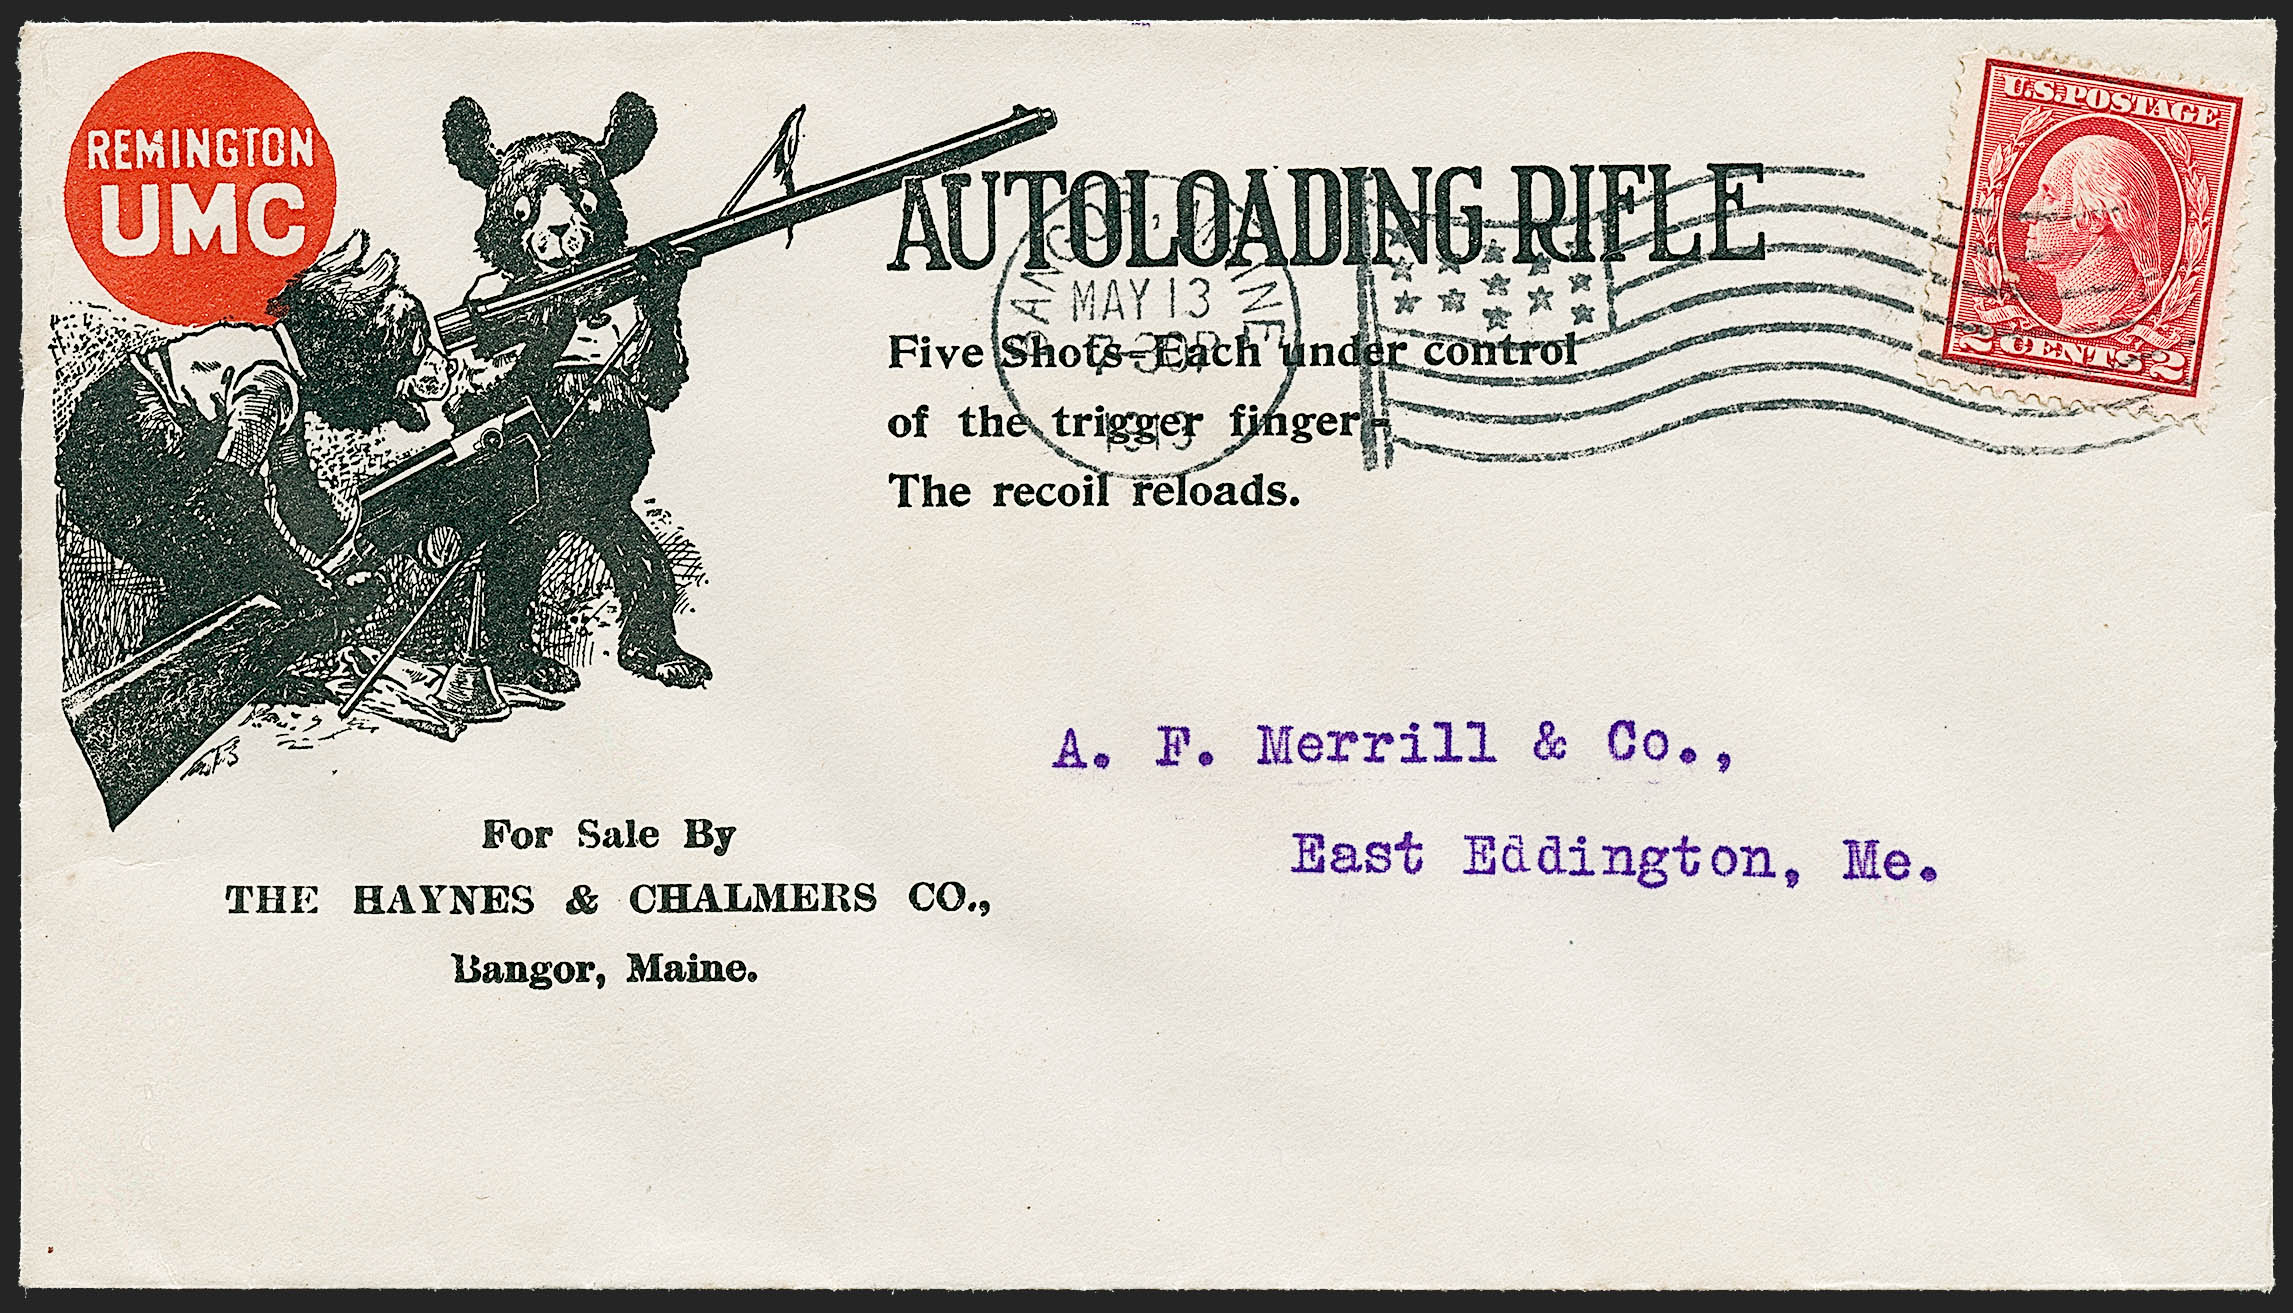 REMINGTON
UMC
AUTOLOADING RIFLE
Five Shots-Each under control
of the trigger finger-
The recoil reloads.
MAY 13
U.S. POSTAGE
2 CENTS 2
A. F. Merrill & Co.,
East Eddington, Me.
For Sale By
THE HAYNES & CHALMERS CO.,
Bangor, Maine.